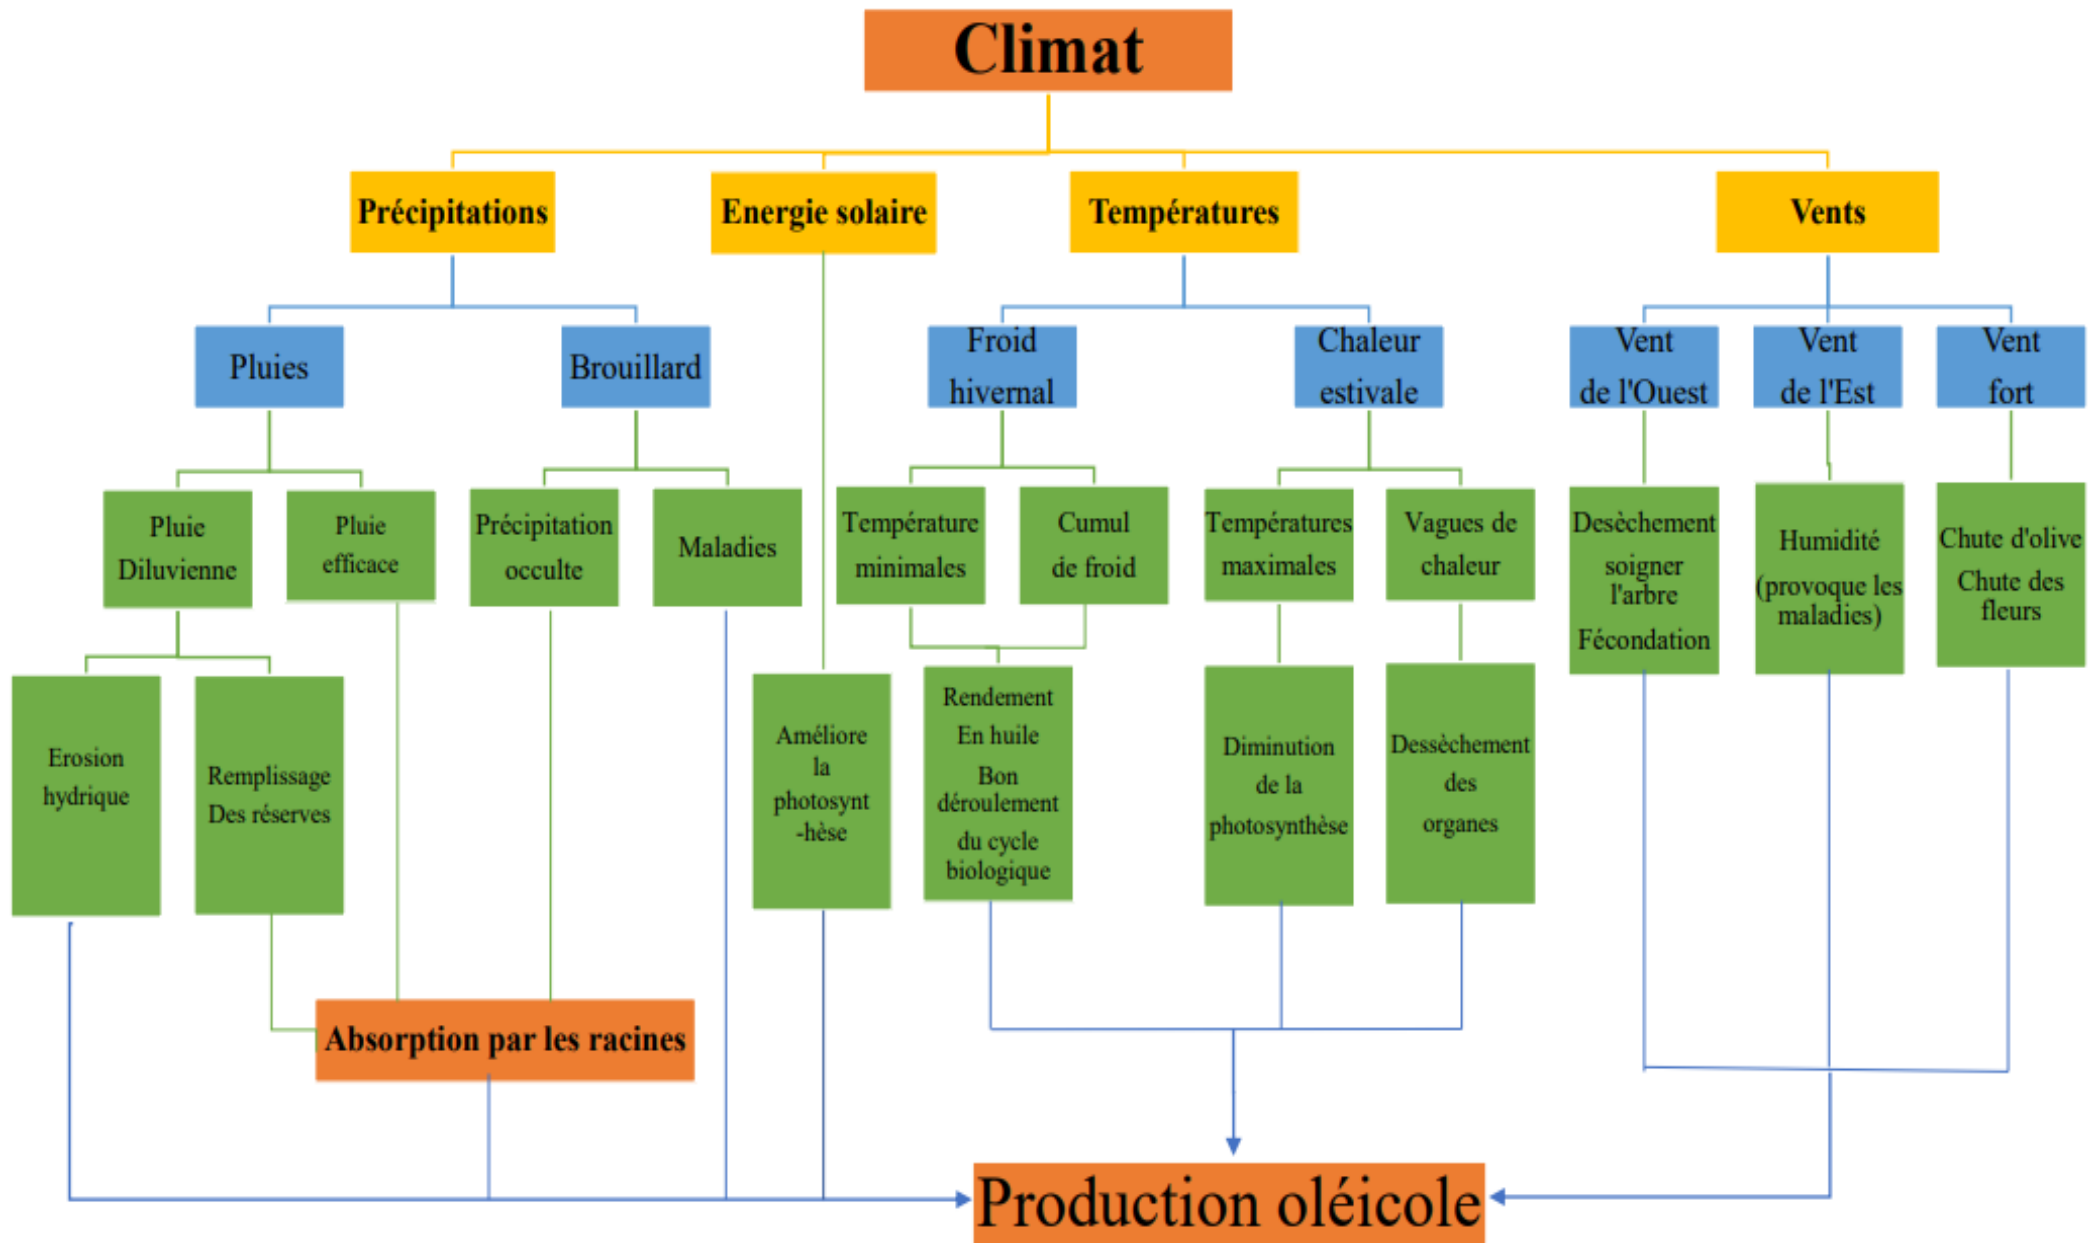 Climat
Précipitations
Energie solaire
Températures
Vents
Pluies
Brouillard
Froid
hivernal
Chaleur
estivale
Vent
de l'Ouest
Vent
de l'Est
Vent
fort
Pluie
Diluvienne
Pluie
efficace
Précipitation
occulte
Maladies
Température
minimales
Cumul
de froid
Températures
maximales
Vagues de
chaleur
Desèchement
soigner
l'arbre
Fécondation
Humidité
(provoque les
maladies)
Chute d'olive
Chute des
fleurs
Erosion
hydrique
Remplissage
Des réserves
Améliore
la
photosynt
-hèse
Rendement
En huile
Bon
déroulement
du cycle
biologique
Diminution
de la
photosynthèse
Dessèchement
des
organes
Absorption par les racines
Production oléicole